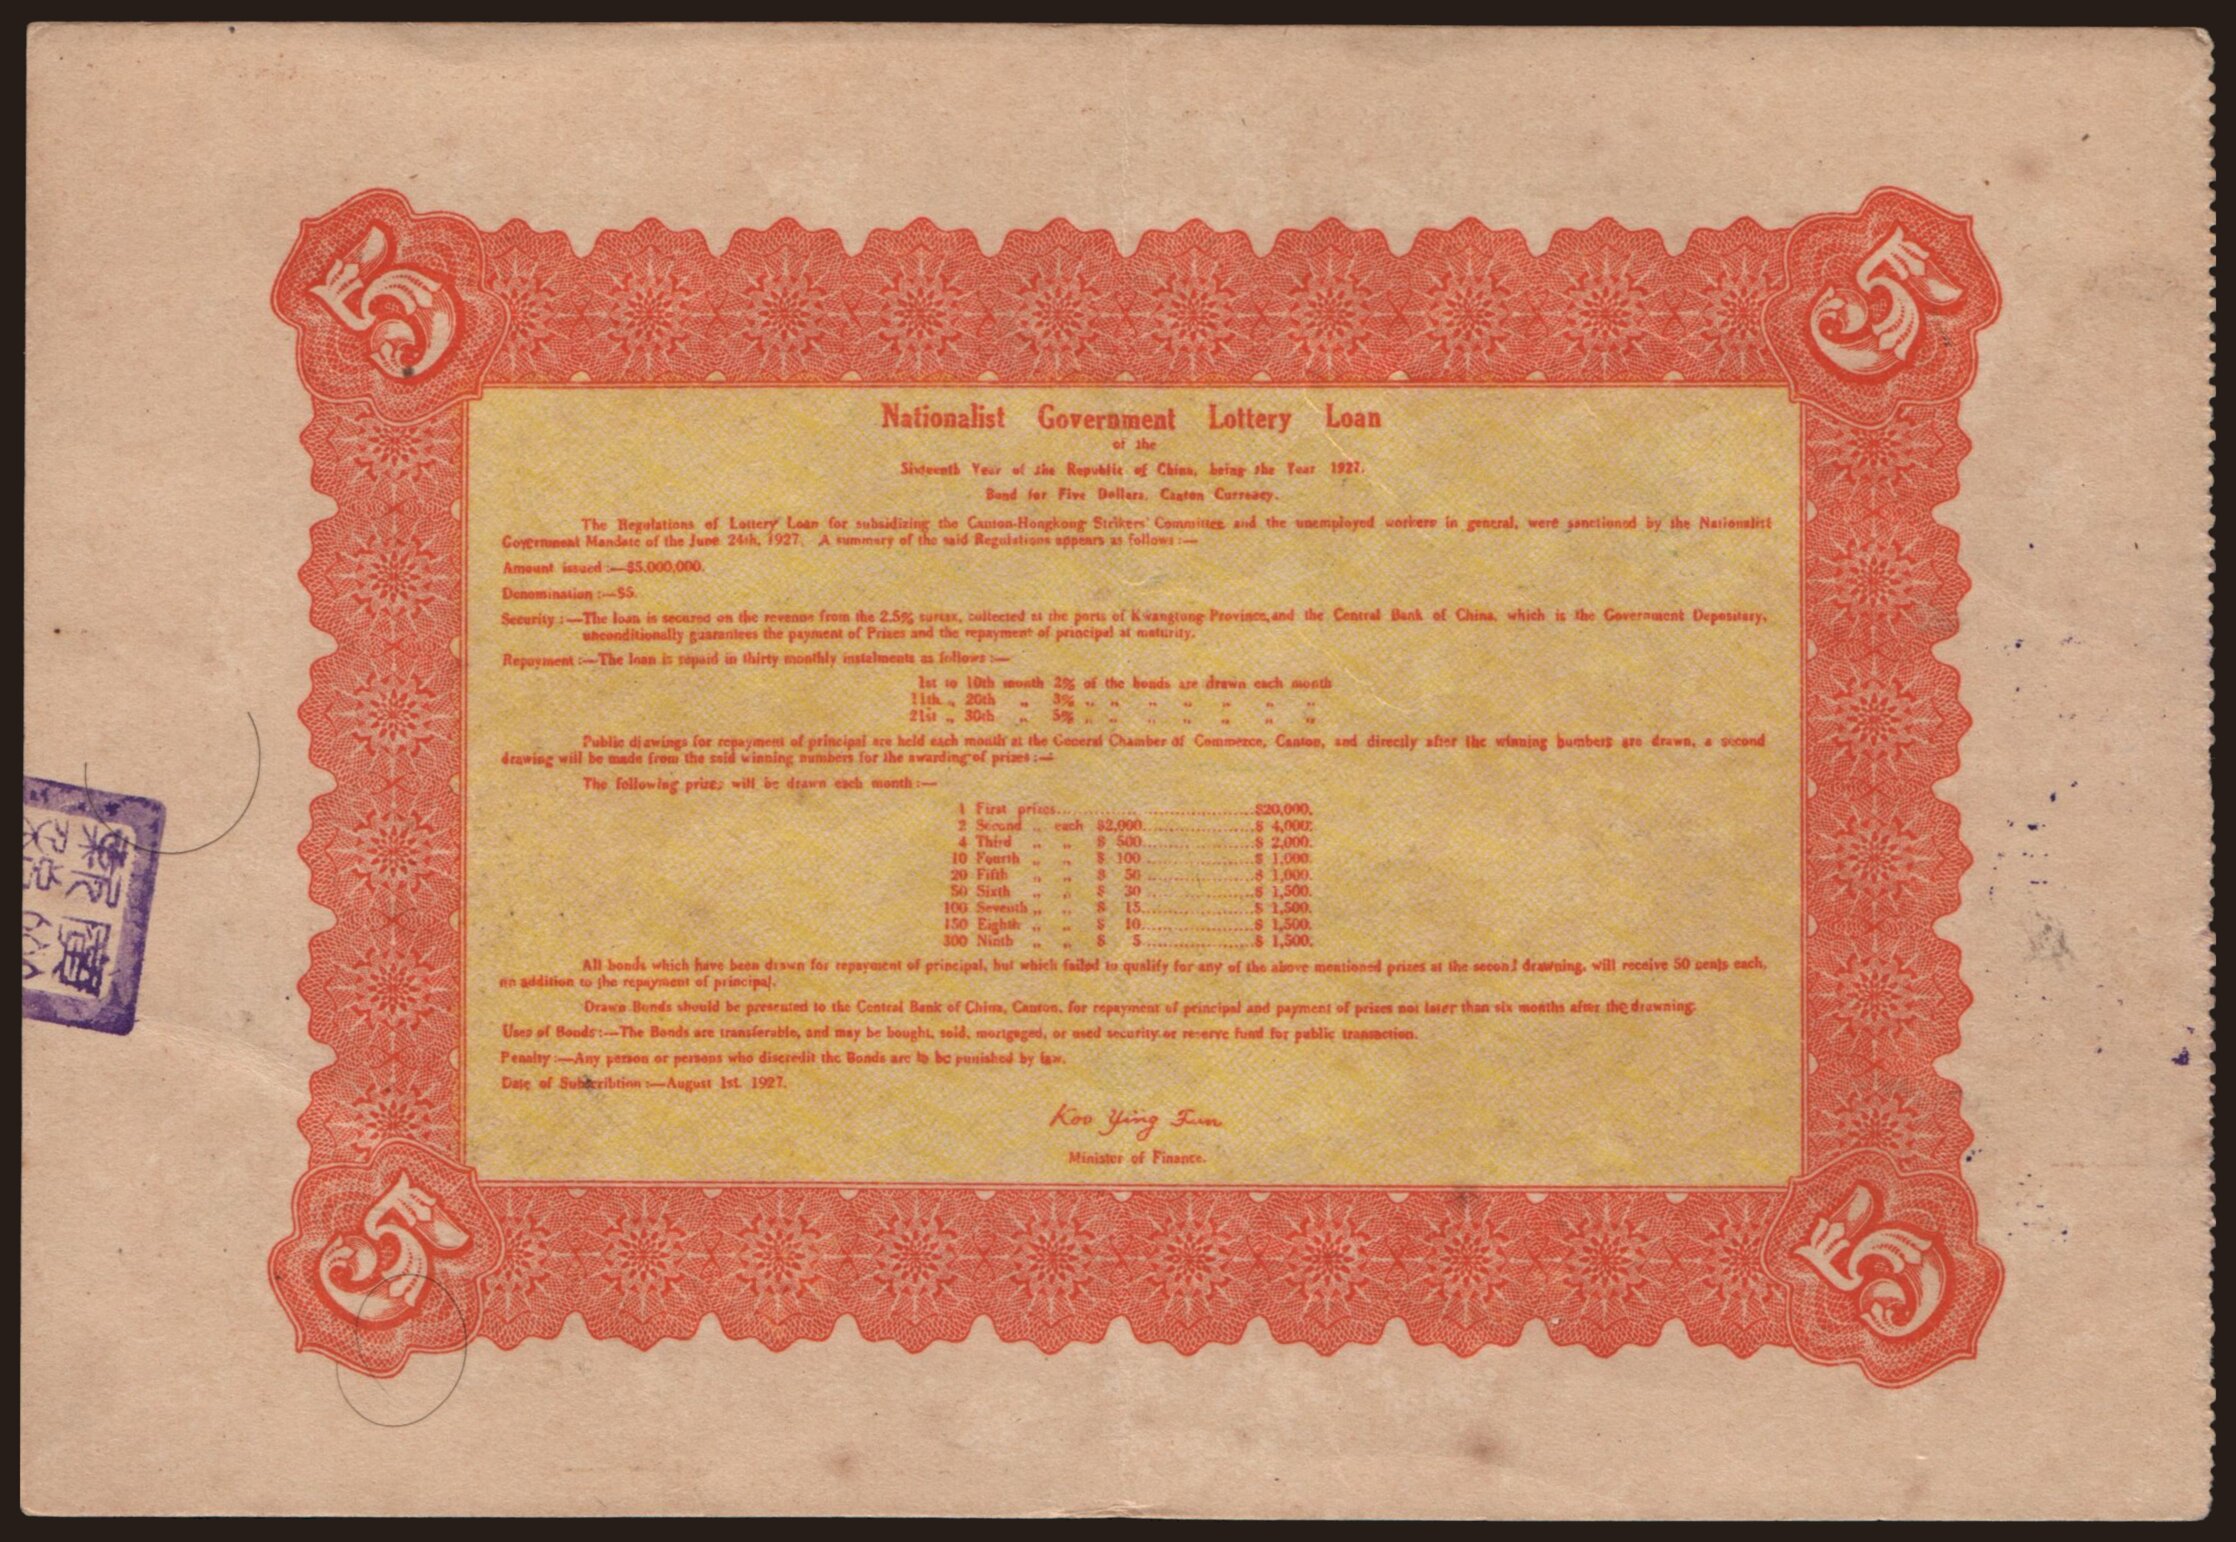 5 5
Nationalist Government Lottery Loan
of the
Sixteenth Year of the Republic of China, being the Year 1927.
Bond for Five Dollars, Canton Currency.
The Regulations of Lottery Loan for subsidizing the Canton-Hongkong Strikers' Committee and the unemployed workers in general, were sanctioned by the Nationalist
Government Mandate of the June 24th, 1927. A summary of the said Regulations appears as follows :—
Amount issued :—$5,000,000.
Denomination :—$5.
Security :—The loan is secured on the revenue from the 2.5% surtax, collected at the ports of Kwangtung Province, and the Central Bank of China, which is the Government Depositary,
unconditionally guarantees the payment of Prizes and the repayment of principal at maturity.
Repayment :—The loan is repaid in thirty monthly instalments as follows :—
1st to 10th month 2% of the bonds are drawn each month
11th „ 20th „ 3% „ „ „ „ „ „ „
21st „ 30th „ 5% „ „ „ „ „ „ „
Public drawings for repayment of principal are held each month at the General Chamber of Commerce, Canton, and directly after the winning numbers are drawn, a second
drawing will be made from the said winning numbers for the awarding of prizes :—
The following prizes will be drawn each month :—
1 First prizes..................................$20,000.
2 Second „ each $2,000....................$ 4,000.
4 Third „ „ $ 500....................$ 2,000.
10 Fourth „ „ $ 100....................$ 1,000.
20 Fifth „ „ $ 50....................$ 1,000.
50 Sixth „ „ $ 30....................$ 1,500.
100 Seventh „ „ $ 15....................$ 1,500.
150 Eighth „ „ $ 10....................$ 1,500.
300 Ninth „ „ $ 5....................$ 1,500.
All bonds which have been drawn for repayment of principal, but which failed to qualify for any of the above mentioned prizes at the second drawning, will receive 50 cents each,
nn addition to the repayment of principal.
Drawn Bonds should be presented to the Central Bank of China, Canton, for repayment of principal and payment of prizes not later than six months after the drawning.
Uses of Bonds :—The Bonds are transferable, and may be bought, sold, mortgaged, or used security or reserve fund for public transaction.
Penalty :—Any person or persons who discredit the Bonds are to be punished by law.
Date of Subscribtion :—August 1st. 1927.
Koo Ying Fun
Minister of Finance.
5 5